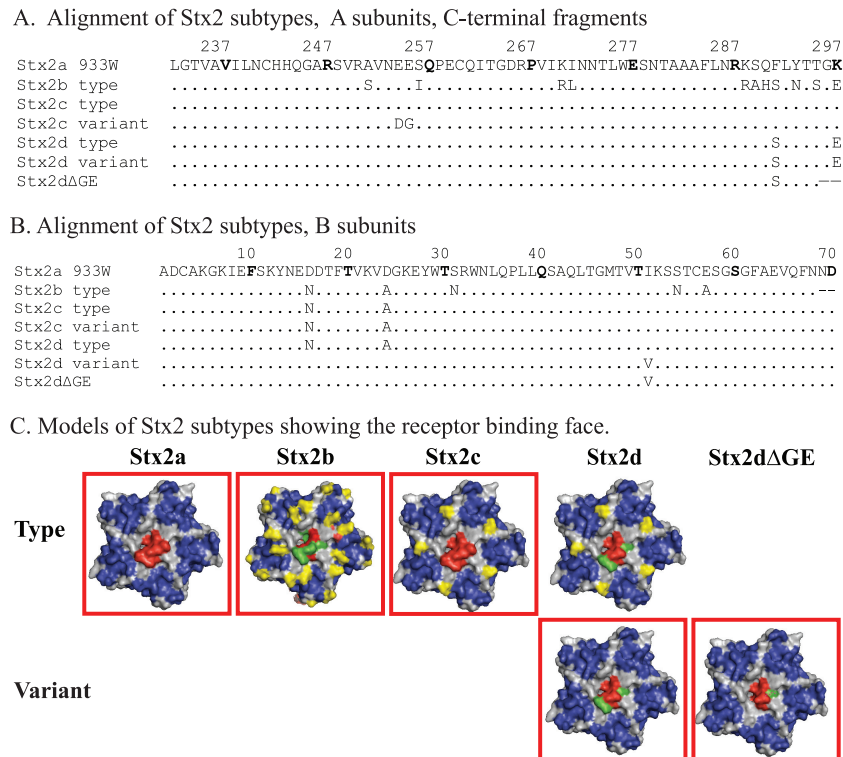 A. Alignment of Stx2 subtypes, A subunits, C-terminal fragments
237 247 257 267 277 287 297
Stx2a 933W LGTVAVILNCHHQGARSVRAVNEESQPECQITGDRPVIKINNTLWESNTAAAFLNRKSQFLYTTGK
Stx2b type ...................S....I.............RL................RAHS.N.S.E
Stx2c type ..................................................................
Stx2c variant ......................DG..........................................
Stx2d type ...........................................................S.....E
Stx2d variant ...........................................................S.....E
Stx2dΔGE ...........................................................S....——
B. Alignment of Stx2 subtypes, B subunits
10 20 30 40 50 60 70
Stx2a 933W ADCAKGKIEFSKYNEDDTFTVKVDGKEYWTSRWNLQPLLQSAQLTGMTVTIKSSTCESGSGFAEVQFNND
Stx2b type ...............N.......A......S......................N..A...........——
Stx2c type ...............N.......A..............................................
Stx2c variant ...............N.......A..............................................
Stx2d type ...............N.......A..............................................
Stx2d variant ..................................................V...................
Stx2dΔGE ..................................................V...................
C. Models of Stx2 subtypes showing the receptor binding face.
Stx2a Stx2b Stx2c Stx2d Stx2dΔGE
Type
Variant